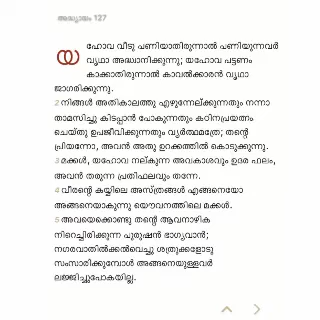 അദ്ധ്യായം 127
യഹോവ വീടു പണിയാതിരുന്നാൽ പണിയുന്നവർ
വൃഥാ അദ്ധ്വാനിക്കുന്നു; യഹോവ പട്ടണം
കാക്കാതിരുന്നാൽ കാവൽക്കാരൻ വൃഥാ
ജാഗരിക്കുന്നു.
2 നിങ്ങൾ അതികാലത്തു എഴുന്നേല്ക്കുന്നതും നന്നാ
താമസിച്ചു കിടപ്പാൻ പോകുന്നതും കഠിനപ്രയത്നം
ചെയ്തു ഉപജീവിക്കുന്നതും വ്യർത്ഥമത്രേ; തന്റെ
പ്രിയന്നോ, അവൻ അതു ഉറക്കത്തിൽ കൊടുക്കുന്നു.
3 മക്കൾ, യഹോവ നല്കുന്ന അവകാശവും ഉദര ഫലം,
അവൻ തരുന്ന പ്രതിഫലവും തന്നേ.
4 വീരന്റെ കയ്യിലെ അസ്ത്രങ്ങൾ എങ്ങനെയോ
അങ്ങനെയാകുന്നു യൌവനത്തിലെ മക്കൾ.
5 അവയെക്കൊണ്ടു തന്റെ ആവനാഴിക
നിറെച്ചിരിക്കുന്ന പുരുഷൻ ഭാഗ്യവാൻ;
നഗരവാതില്ക്കൽവെച്ചു ശത്രുക്കളോടു
സംസാരിക്കുമ്പോൾ അങ്ങനെയുള്ളവർ
ലജ്ജിച്ചുപോകയില്ല.